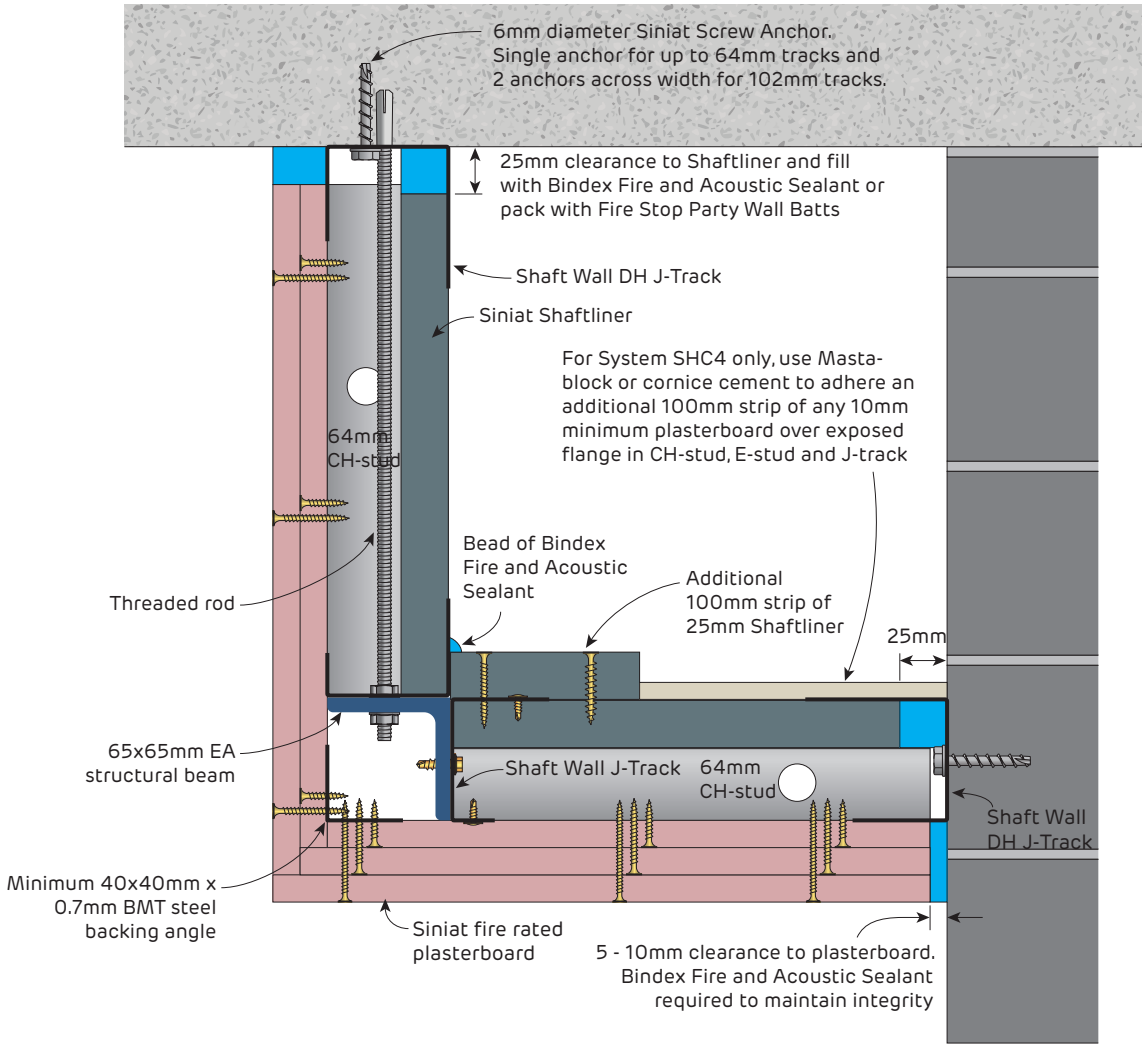 6mm diameter Siniat Screw Anchor.
Single anchor for up to 64mm tracks and
2 anchors across width for 102mm tracks.
25mm clearance to Shaftliner and fill
with Bindex Fire and Acoustic Sealant or
pack with Fire Stop Party Wall Batts
Shaft Wall DH J-Track
Siniat Shaftliner
For System SHC4 only, use Masta-
block or cornice cement to adhere an
additional 100mm strip of any 10mm
minimum plasterboard over exposed
flange in CH-stud, E-stud and J-track
64mm
CH-stud
Bead of Bindex
Fire and Acoustic
Sealant
Additional
100mm strip of
25mm Shaftliner
Threaded rod
25mm
65x65mm EA
structural beam
Shaft Wall J-Track
64mm
CH-stud
Shaft Wall
DH J-Track
Minimum 40x40mm x
0.7mm BMT steel
backing angle
Siniat fire rated
plasterboard
5 - 10mm clearance to plasterboard.
Bindex Fire and Acoustic Sealant
required to maintain integrity